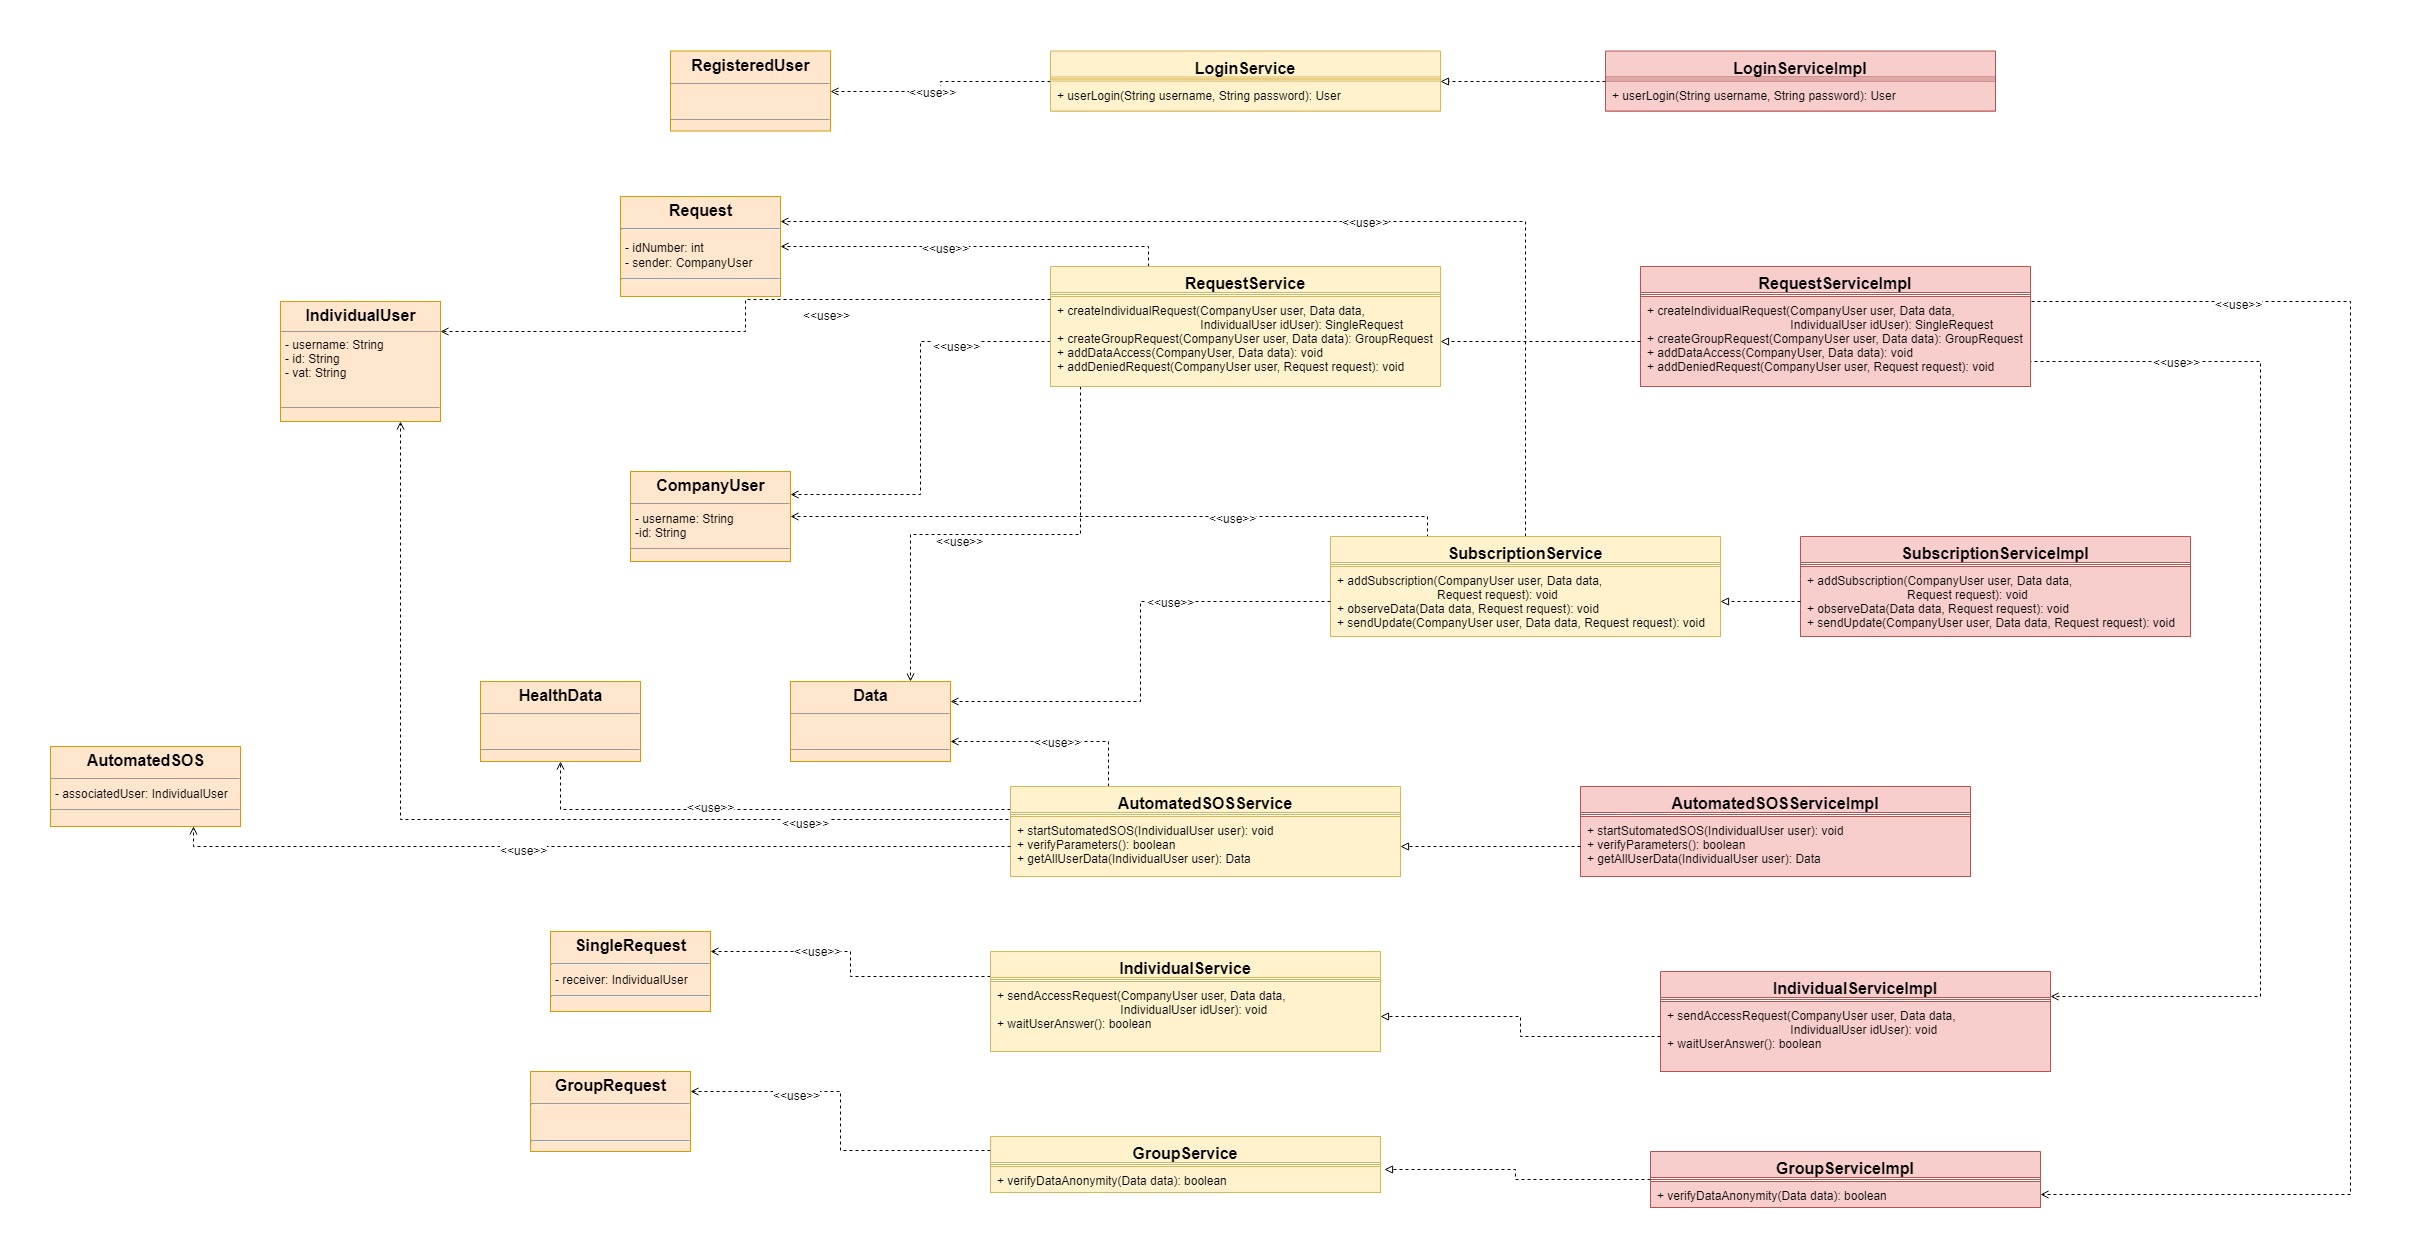 RegisteredUser
LoginService
+ userLogin(String username, String password): User
LoginServiceImpl
+ userLogin(String username, String password): User
<<use>>
Request
- idNumber: int
- sender: CompanyUser
<<use>>
<<use>>
IndividualUser
- username: String
- id: String
- vat: String
<<use>>
<<use>>
RequestService
+ createIndividualRequest(CompanyUser user, Data data,
IndividualUser idUser): SingleRequest
+ createGroupRequest(CompanyUser user, Data data): GroupRequest
+ addDataAccess(CompanyUser, Data data): void
+ addDeniedRequest(CompanyUser user, Request request): void
RequestServiceImpl
+ createIndividualRequest(CompanyUser user, Data data,
IndividualUser idUser): SingleRequest
+ createGroupRequest(CompanyUser user, Data data): GroupRequest
+ addDataAccess(CompanyUser, Data data): void
+ addDeniedRequest(CompanyUser user, Request request): void
<<use>>
<<use>>
CompanyUser
- username: String
-id: String
<<use>>
<<use>>
SubscriptionService
+ addSubscription(CompanyUser user, Data data,
Request request): void
+ observeData(Data data, Request request): void
+ sendUpdate(CompanyUser user, Data data, Request request): void
SubscriptionServiceImpl
+ addSubscription(CompanyUser user, Data data,
Request request): void
+ observeData(Data data, Request request): void
+ sendUpdate(CompanyUser user, Data data, Request request): void
<<use>>
HealthData
Data
<<use>>
AutomatedSOS
- associatedUser: IndividualUser
<<use>>
<<use>>
<<use>>
AutomatedSOSService
+ startSutomatedSOS(IndividualUser user): void
+ verifyParameters(): boolean
+ getAllUserData(IndividualUser user): Data
AutomatedSOSServiceImpl
+ startSutomatedSOS(IndividualUser user): void
+ verifyParameters(): boolean
+ getAllUserData(IndividualUser user): Data
SingleRequest
- receiver: IndividualUser
<<use>>
IndividualService
+ sendAccessRequest(CompanyUser user, Data data,
IndividualUser idUser): void
+ waitUserAnswer(): boolean
IndividualServiceImpl
+ sendAccessRequest(CompanyUser user, Data data,
IndividualUser idUser): void
+ waitUserAnswer(): boolean
GroupRequest
<<use>>
GroupService
+ verifyDataAnonymity(Data data): boolean
GroupServiceImpl
+ verifyDataAnonymity(Data data): boolean